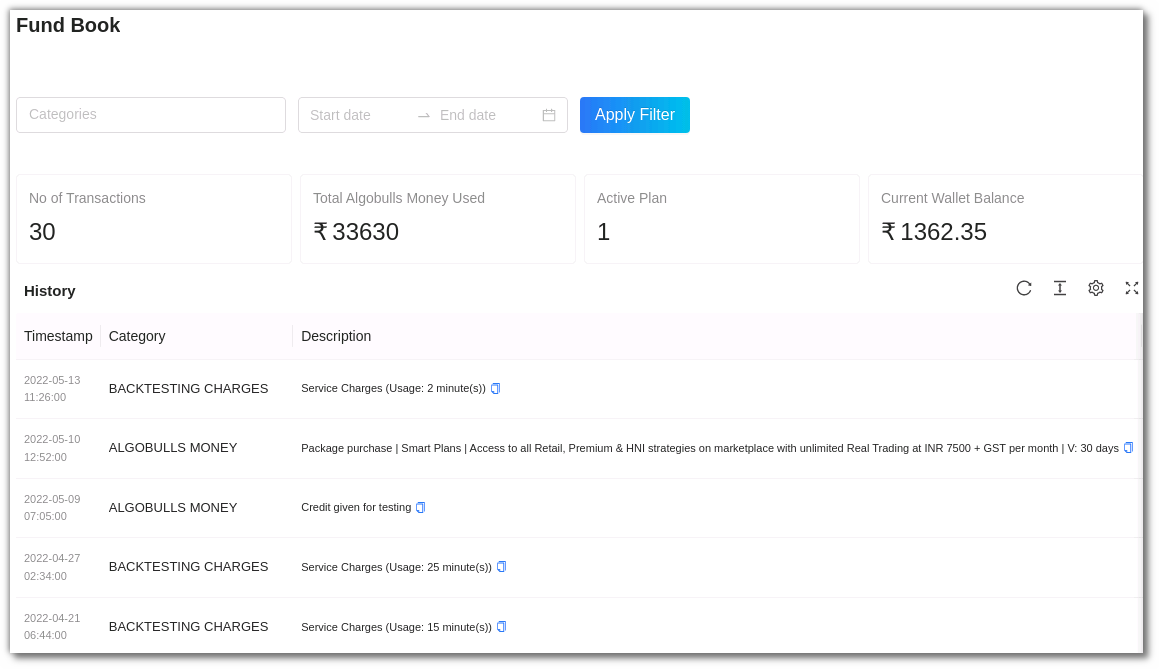 Fund Book
Categories
Start date
End date
Apply Filter
No of Transactions
30
Total Algobulls Money Used
₹ 33630
Active Plan
1
Current Wallet Balance
₹ 1362.35
History
Timestamp Category Description
2022-05-13
11:26:00
BACKTESTING CHARGES
Service Charges (Usage: 2 minute(s))
2022-05-10
12:52:00
ALGOBULLS MONEY
Package purchase | Smart Plans | Access to all Retail, Premium & HNI strategies on marketplace with unlimited Real Trading at INR 7500 + GST per month | V: 30 days
2022-05-09
07:05:00
ALGOBULLS MONEY
Credit given for testing
2022-04-27
02:34:00
BACKTESTING CHARGES
Service Charges (Usage: 25 minute(s))
2022-04-21
06:44:00
BACKTESTING CHARGES
Service Charges (Usage: 15 minute(s))